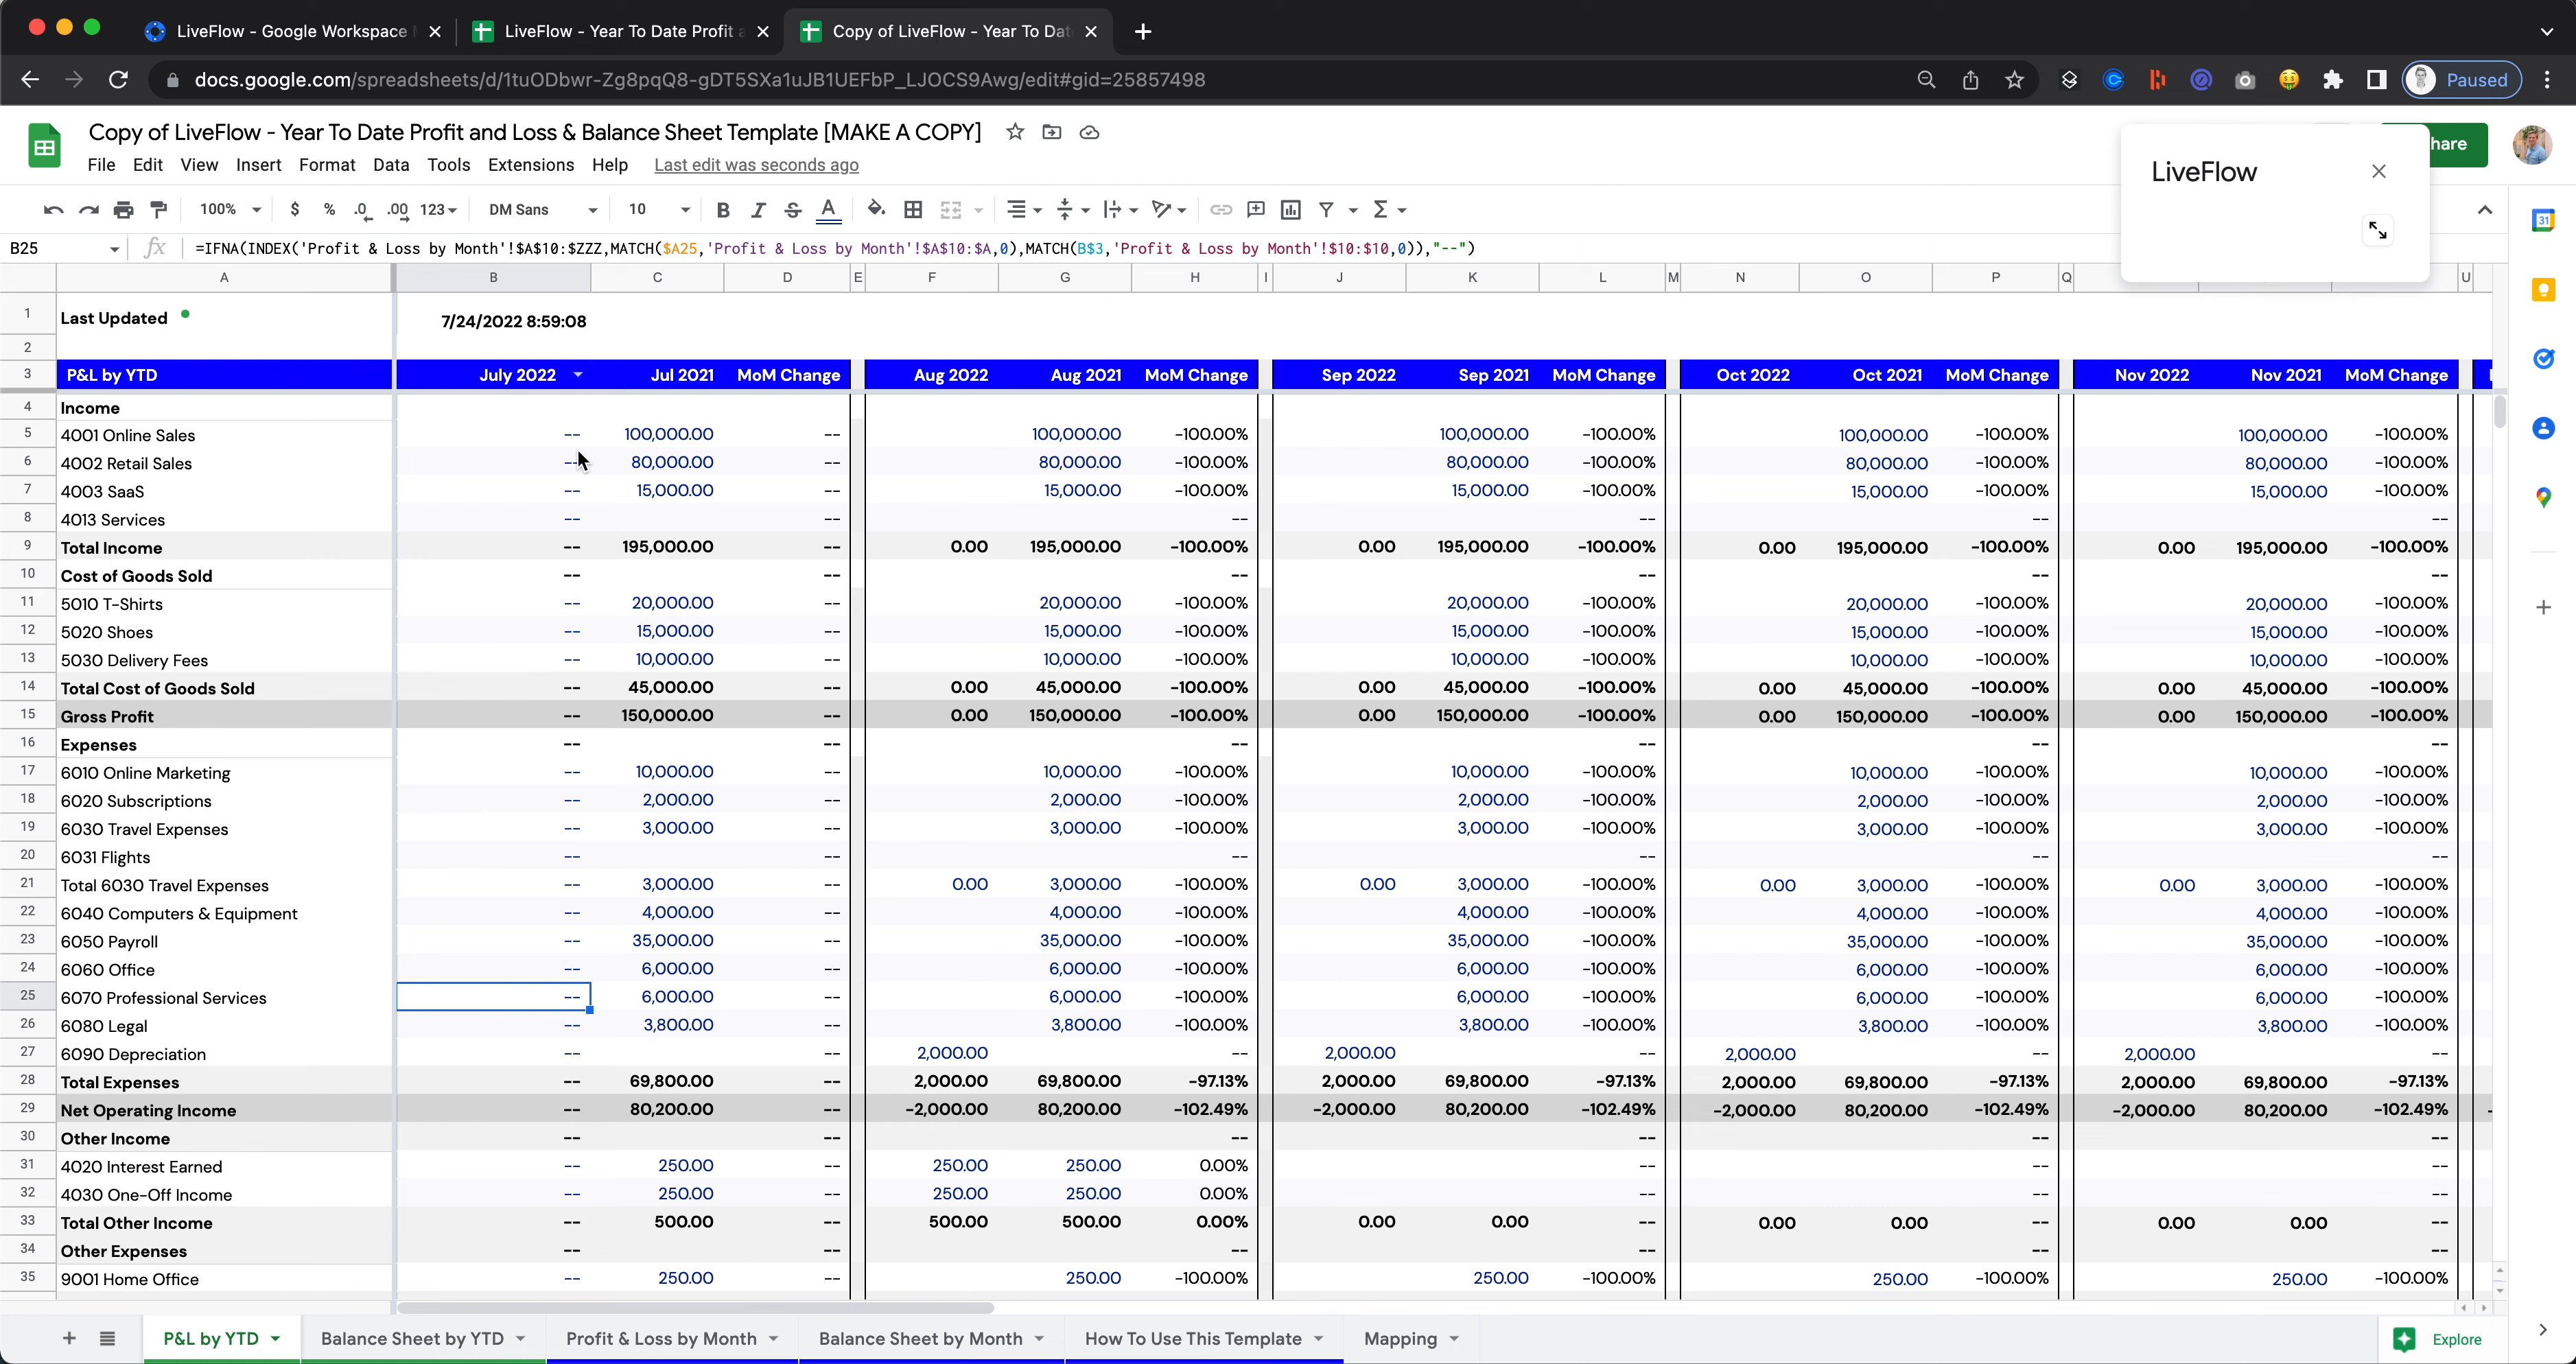 LiveFlow - Google Workspace
LiveFlow - Year To Date Profit
Copy of LiveFlow - Year To Dat
docs.google.com/spreadsheets/d/1tuODbwr-Zg8pqQ8-gDT5SXa1uJB1UEFbP_LJOCS9Awg/edit#gid=25857498
Paused
Copy of LiveFlow - Year To Date Profit and Loss & Balance Sheet Template [MAKE A COPY]
File Edit View Insert Format Data Tools Extensions Help Last edit was seconds ago
LiveFlow
hare
100% $ % .0 .00 123 DM Sans 10 B I S A
B25 fx =IFNA(INDEX('Profit & Loss by Month'!$A$10:$ZZZ,MATCH($A25,'Profit & Loss by Month'!$A$10:$A,0),MATCH(B$3,'Profit & Loss by Month'!$10:$10,0)),"--")
A B C D E F G H I J K L M N O P Q U
1 Last Updated 7/24/2022 8:59:08
2
3 P&L by YTD July 2022 Jul 2021 MoM Change Aug 2022 Aug 2021 MoM Change Sep 2022 Sep 2021 MoM Change Oct 2022 Oct 2021 MoM Change Nov 2022 Nov 2021 MoM Change
4 Income
5 4001 Online Sales -- 100,000.00 -- 100,000.00 -100.00% 100,000.00 -100.00% 100,000.00 -100.00% 100,000.00 -100.00%
6 4002 Retail Sales -- 80,000.00 -- 80,000.00 -100.00% 80,000.00 -100.00% 80,000.00 -100.00% 80,000.00 -100.00%
7 4003 SaaS -- 15,000.00 -- 15,000.00 -100.00% 15,000.00 -100.00% 15,000.00 -100.00% 15,000.00 -100.00%
8 4013 Services -- -- -- -- -- --
9 Total Income -- 195,000.00 -- 0.00 195,000.00 -100.00% 0.00 195,000.00 -100.00% 0.00 195,000.00 -100.00% 0.00 195,000.00 -100.00%
10 Cost of Goods Sold -- -- -- -- -- --
11 5010 T-Shirts -- 20,000.00 -- 20,000.00 -100.00% 20,000.00 -100.00% 20,000.00 -100.00% 20,000.00 -100.00%
12 5020 Shoes -- 15,000.00 -- 15,000.00 -100.00% 15,000.00 -100.00% 15,000.00 -100.00% 15,000.00 -100.00%
13 5030 Delivery Fees -- 10,000.00 -- 10,000.00 -100.00% 10,000.00 -100.00% 10,000.00 -100.00% 10,000.00 -100.00%
14 Total Cost of Goods Sold -- 45,000.00 -- 0.00 45,000.00 -100.00% 0.00 45,000.00 -100.00% 0.00 45,000.00 -100.00% 0.00 45,000.00 -100.00%
15 Gross Profit -- 150,000.00 -- 0.00 150,000.00 -100.00% 0.00 150,000.00 -100.00% 0.00 150,000.00 -100.00% 0.00 150,000.00 -100.00%
16 Expenses -- -- -- -- -- --
17 6010 Online Marketing -- 10,000.00 -- 10,000.00 -100.00% 10,000.00 -100.00% 10,000.00 -100.00% 10,000.00 -100.00%
18 6020 Subscriptions -- 2,000.00 -- 2,000.00 -100.00% 2,000.00 -100.00% 2,000.00 -100.00% 2,000.00 -100.00%
19 6030 Travel Expenses -- 3,000.00 -- 3,000.00 -100.00% 3,000.00 -100.00% 3,000.00 -100.00% 3,000.00 -100.00%
20 6031 Flights -- -- -- -- -- --
21 Total 6030 Travel Expenses -- 3,000.00 -- 0.00 3,000.00 -100.00% 0.00 3,000.00 -100.00% 0.00 3,000.00 -100.00% 0.00 3,000.00 -100.00%
22 6040 Computers & Equipment -- 4,000.00 -- 4,000.00 -100.00% 4,000.00 -100.00% 4,000.00 -100.00% 4,000.00 -100.00%
23 6050 Payroll -- 35,000.00 -- 35,000.00 -100.00% 35,000.00 -100.00% 35,000.00 -100.00% 35,000.00 -100.00%
24 6060 Office -- 6,000.00 -- 6,000.00 -100.00% 6,000.00 -100.00% 6,000.00 -100.00% 6,000.00 -100.00%
25 6070 Professional Services -- 6,000.00 -- 6,000.00 -100.00% 6,000.00 -100.00% 6,000.00 -100.00% 6,000.00 -100.00%
26 6080 Legal -- 3,800.00 -- 3,800.00 -100.00% 3,800.00 -100.00% 3,800.00 -100.00% 3,800.00 -100.00%
27 6090 Depreciation -- -- 2,000.00 -- 2,000.00 -- 2,000.00 -- 2,000.00 --
28 Total Expenses -- 69,800.00 -- 2,000.00 69,800.00 -97.13% 2,000.00 69,800.00 -97.13% 2,000.00 69,800.00 -97.13% 2,000.00 69,800.00 -97.13%
29 Net Operating Income -- 80,200.00 -- -2,000.00 80,200.00 -102.49% -2,000.00 80,200.00 -102.49% -2,000.00 80,200.00 -102.49% -2,000.00 80,200.00 -102.49% -
30 Other Income -- -- -- -- -- --
31 4020 Interest Earned -- 250.00 -- 250.00 250.00 0.00% -- -- --
32 4030 One-Off Income -- 250.00 -- 250.00 250.00 0.00% -- -- --
33 Total Other Income -- 500.00 -- 500.00 500.00 0.00% 0.00 0.00 -- 0.00 0.00 -- 0.00 0.00 --
34 Other Expenses -- -- -- -- -- --
35 9001 Home Office -- 250.00 -- 250.00 -100.00% 250.00 -100.00% 250.00 -100.00% 250.00 -100.00%
P&L by YTD Balance Sheet by YTD Profit & Loss by Month Balance Sheet by Month How To Use This Template Mapping Explore